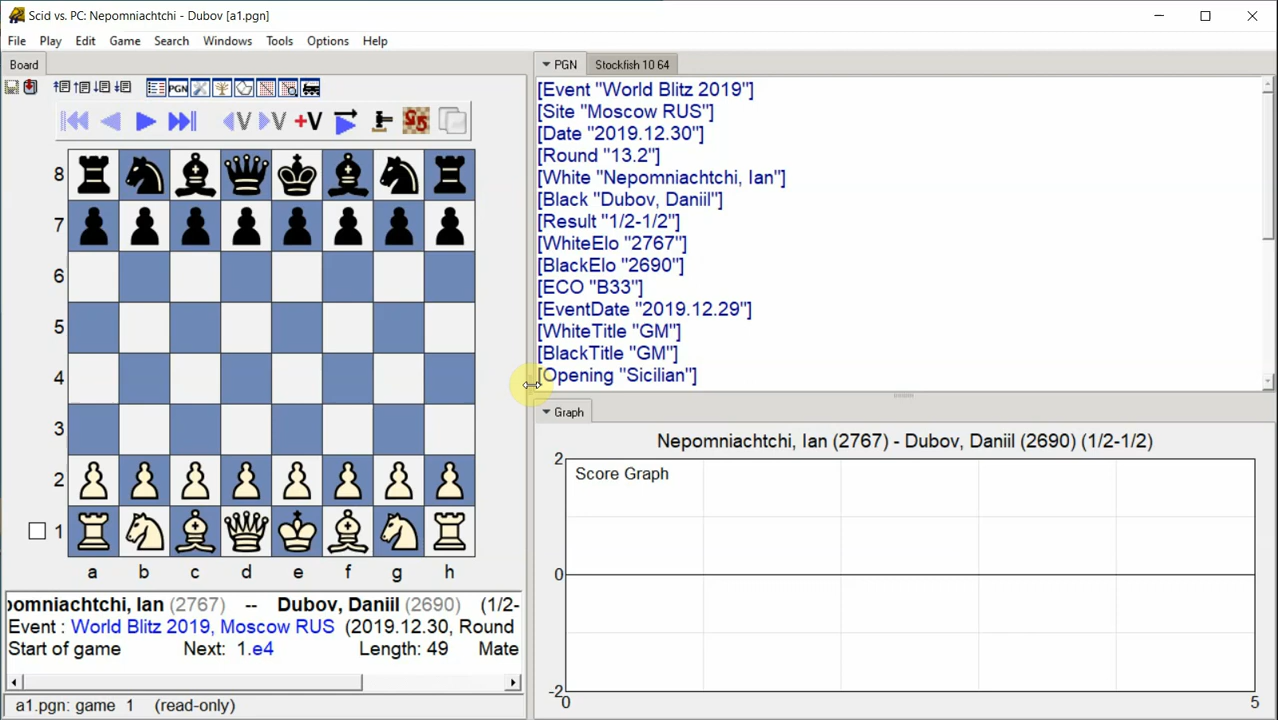 Scid vs. PC: Nepomniachtchi - Dubov [a1.pgn]
File Play Edit Game Search Windows Tools Options Help
Board
PGN
V V +V
8
7
6
5
4
3
2
1
a b c d e f g h
pomniachtchi, Ian (2767) -- Dubov, Daniil (2690) (1/2-
Event : World Blitz 2019, Moscow RUS (2019.12.30, Round
Start of game Next: 1.e4 Length: 49 Mate
a1.pgn: game 1 (read-only)
PGN Stockfish 10 64
[Event "World Blitz 2019"]
[Site "Moscow RUS"]
[Date "2019.12.30"]
[Round "13.2"]
[White "Nepomniachtchi, Ian"]
[Black "Dubov, Daniil"]
[Result "1/2-1/2"]
[WhiteElo "2767"]
[BlackElo "2690"]
[ECO "B33"]
[EventDate "2019.12.29"]
[WhiteTitle "GM"]
[BlackTitle "GM"]
[Opening "Sicilian"]
Graph
Nepomniachtchi, Ian (2767) - Dubov, Daniil (2690) (1/2-1/2)
2
Score Graph
0
-2
0 5